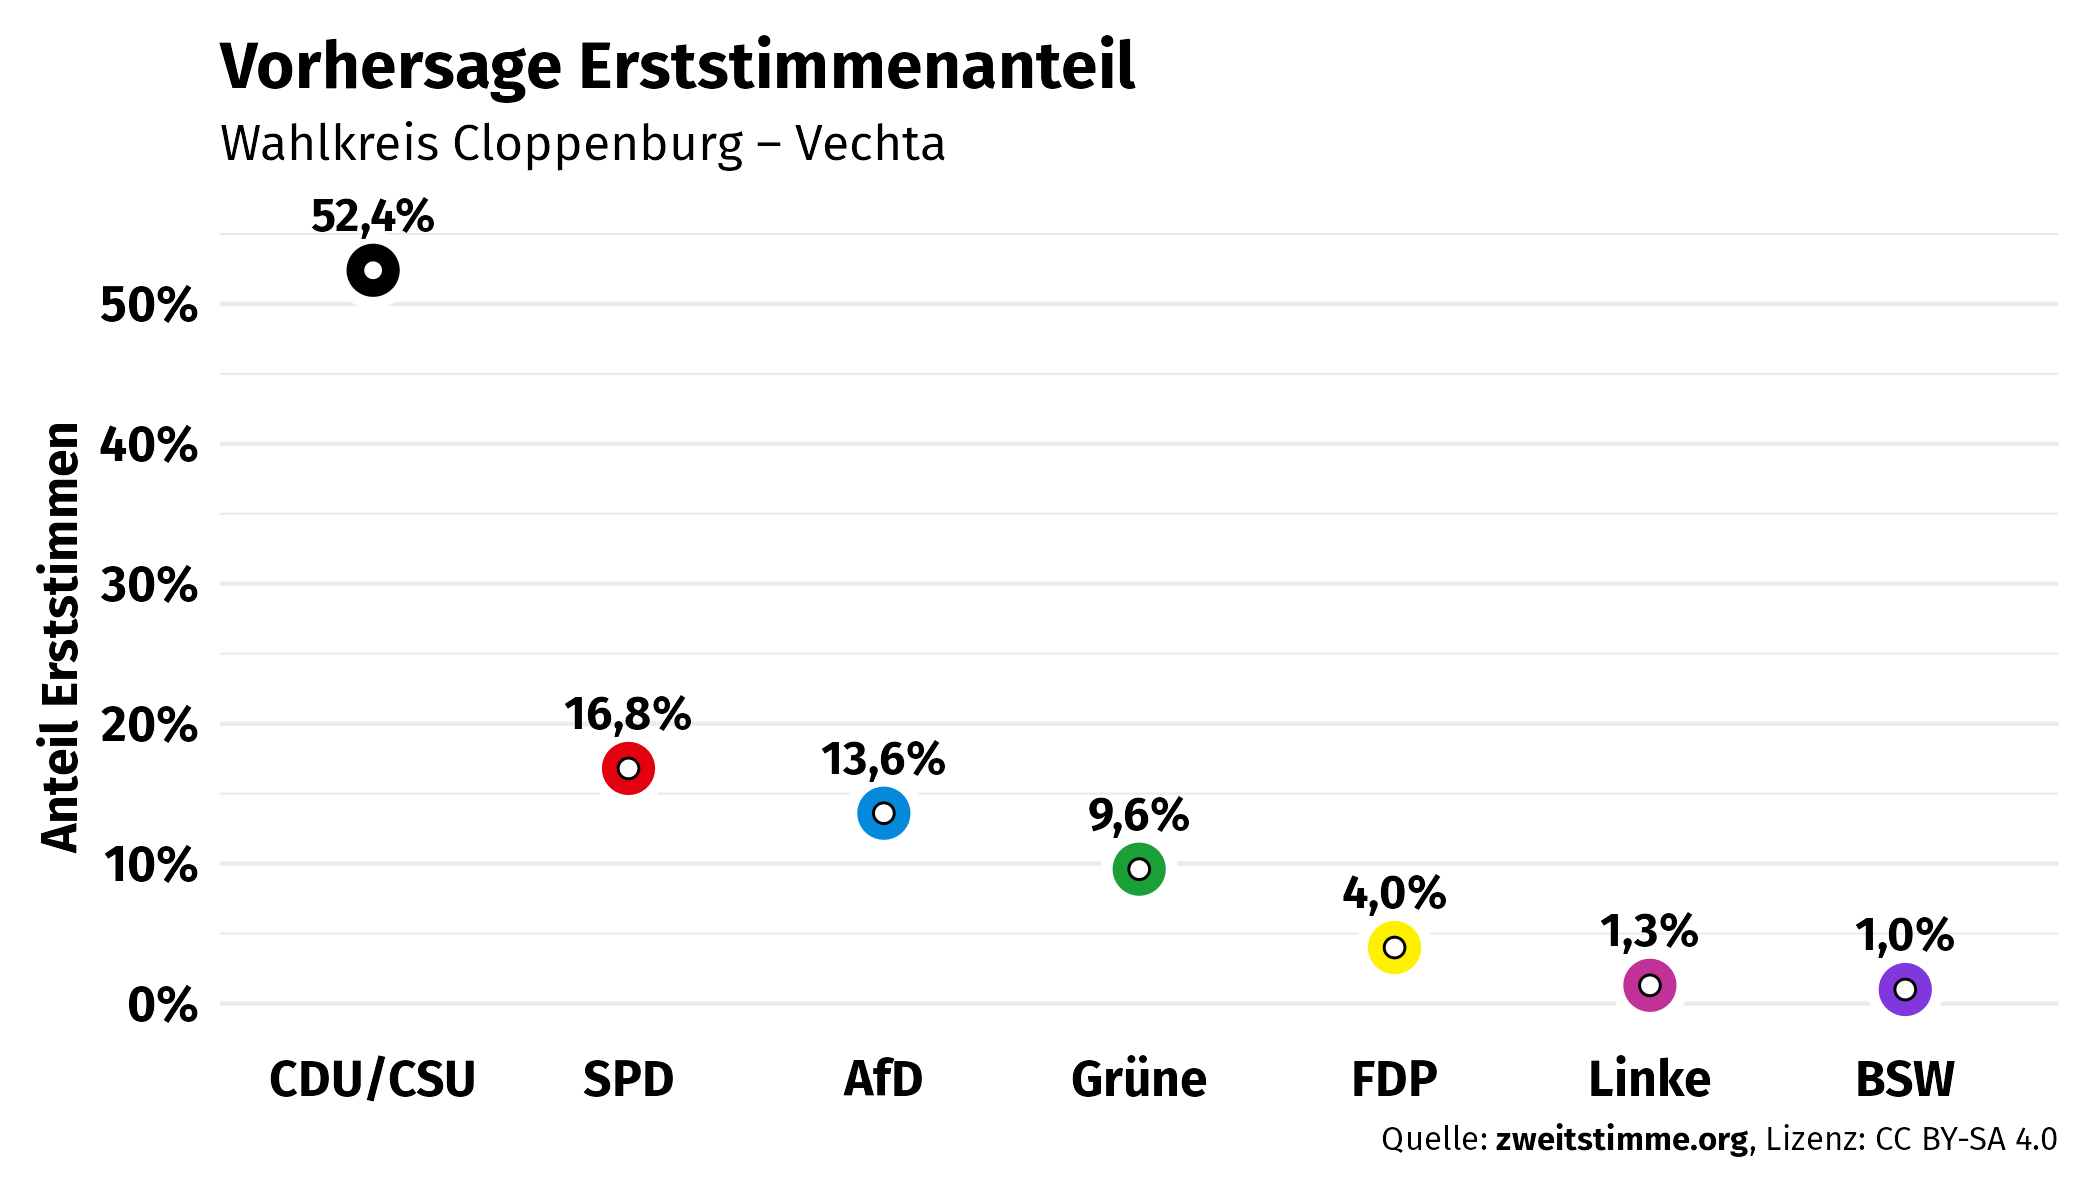 Vorhersage Erststimmenanteil
Wahlkreis Cloppenburg – Vechta
Anteil Erststimmen
50%
40%
30%
20%
10%
0%
52,4%
16,8%
13,6%
9,6%
4,0%
1,3%
1,0%
CDU/CSU SPD AfD Grüne FDP Linke BSW
Quelle: zweitstimme.org, Lizenz: CC BY-SA 4.0